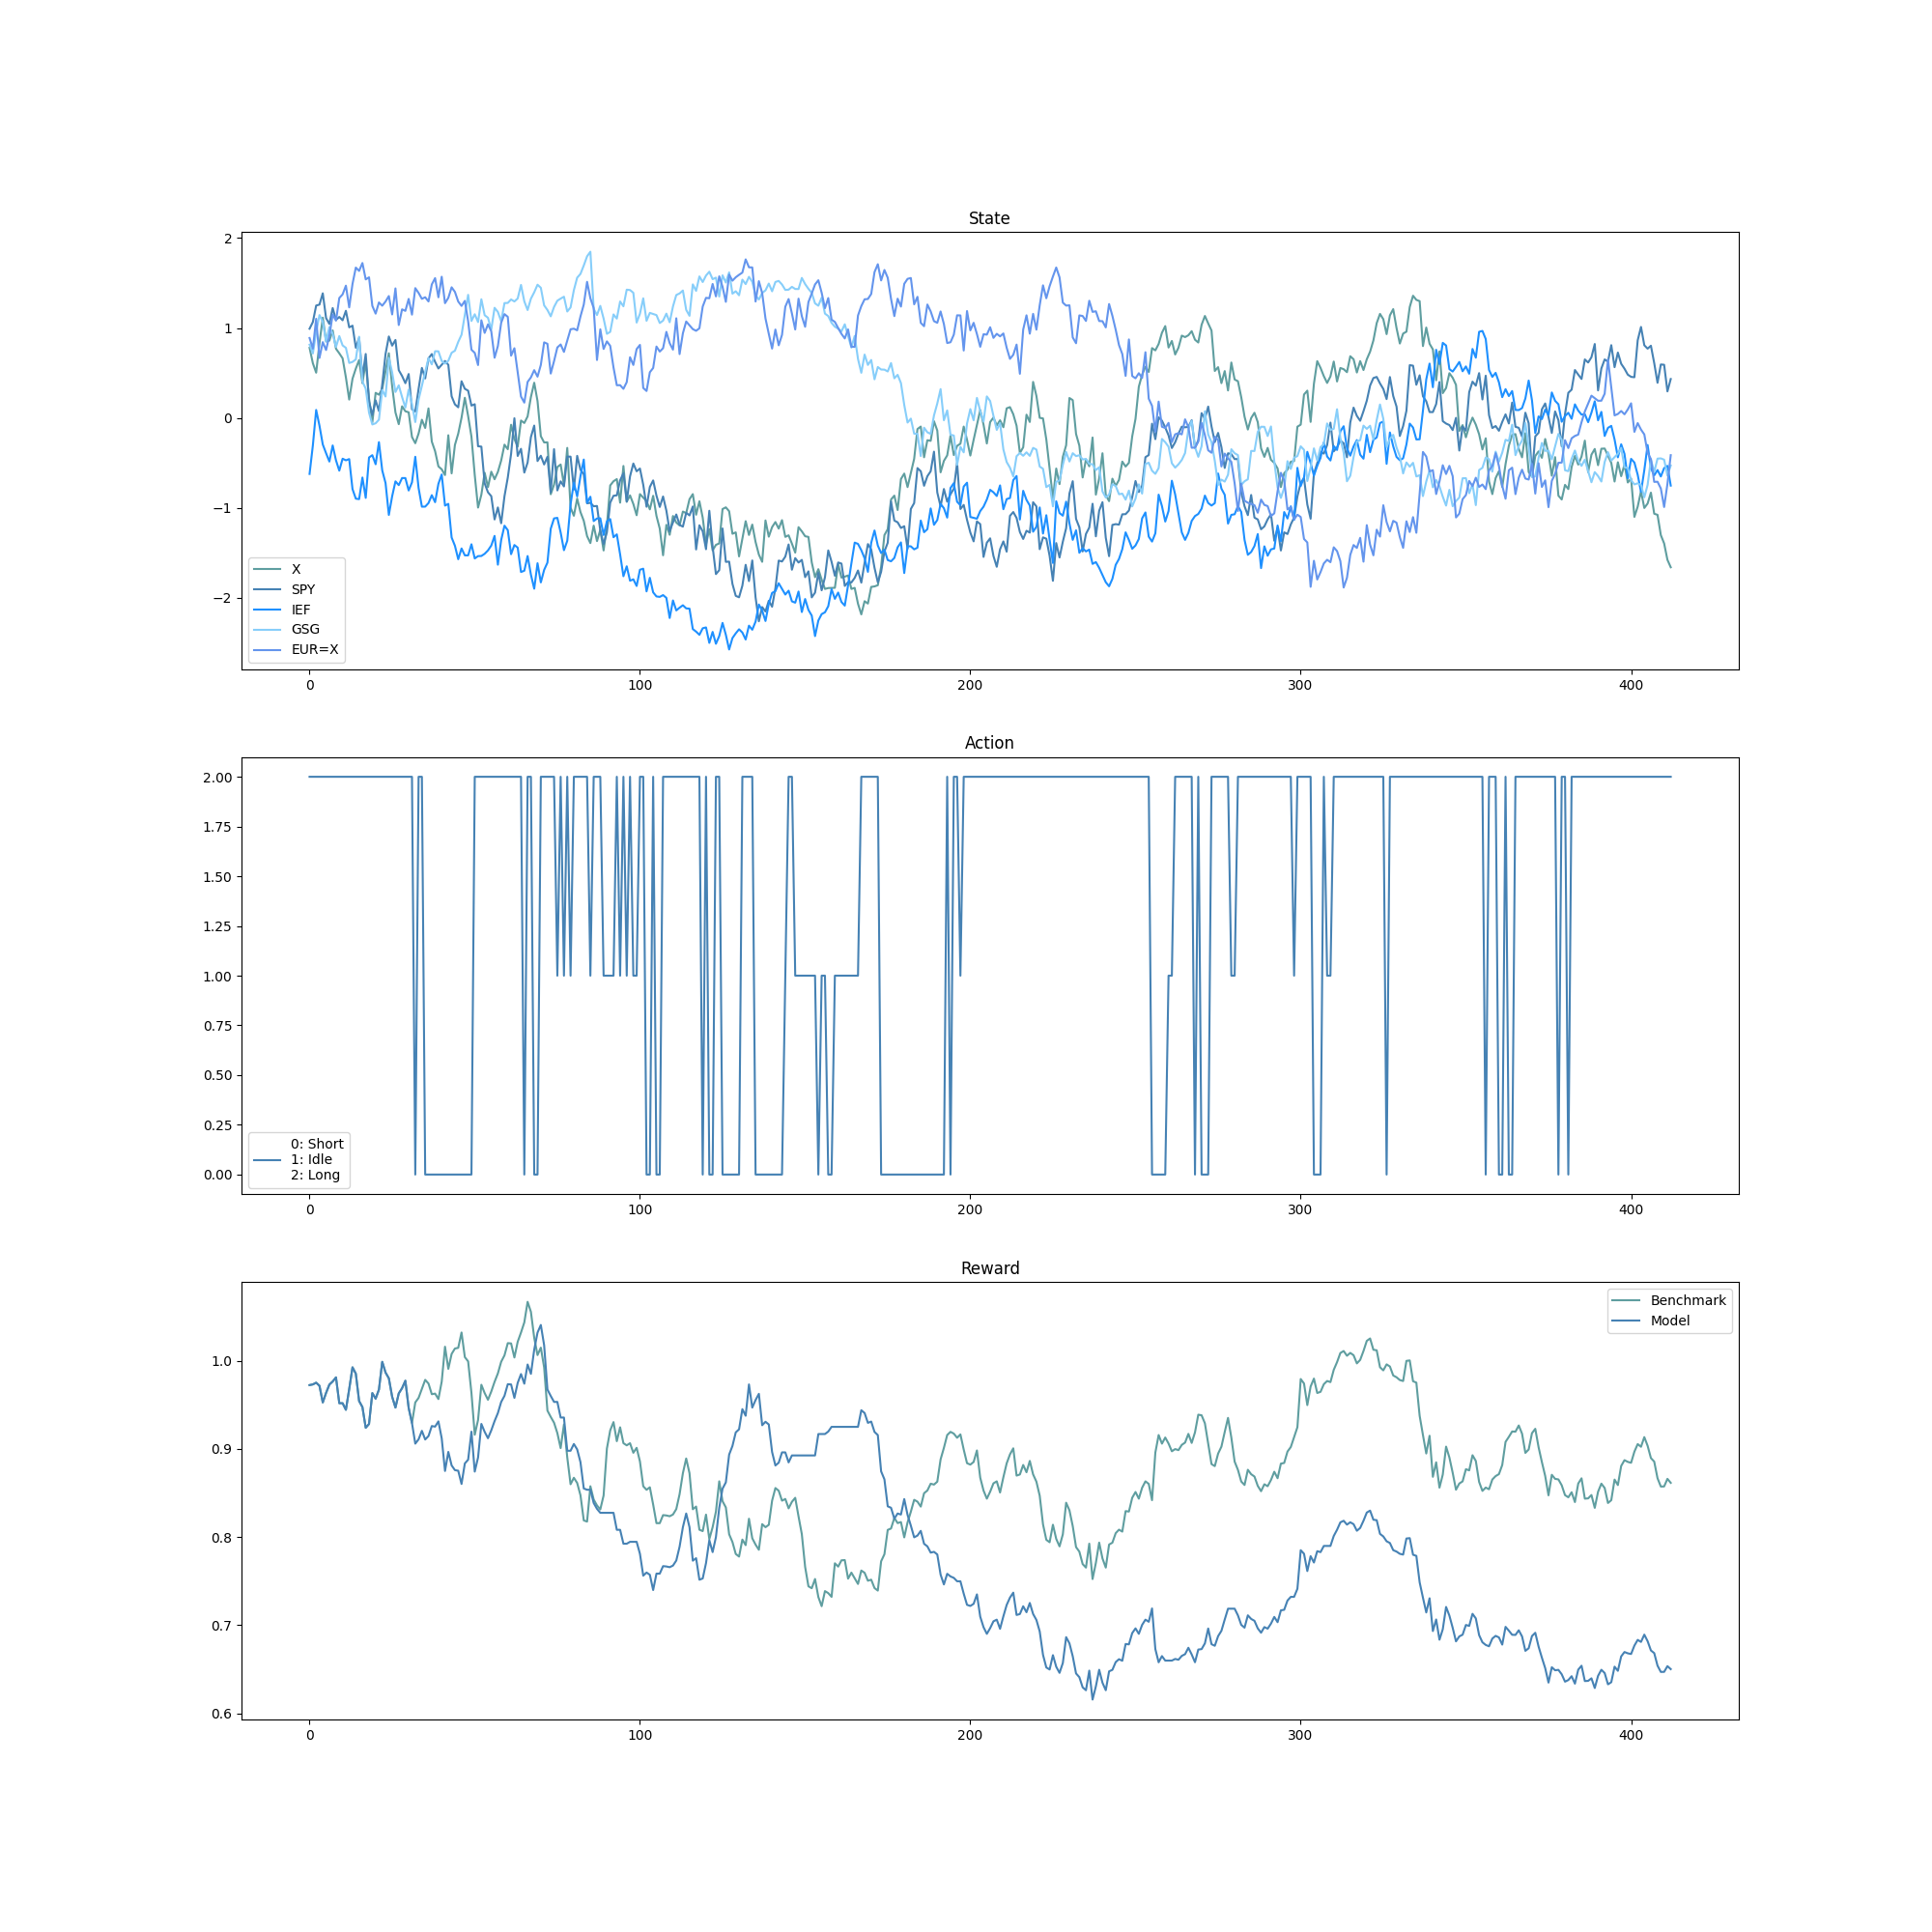 State
2
1
0
−1
−2
X
SPY
IEF
GSG
EUR=X
0 100 200 300 400
Action
2.00
1.75
1.50
1.25
1.00
0.75
0.50
0.25
0.00
0: Short
1: Idle
2: Long
0 100 200 300 400
Reward
1.0
0.9
0.8
0.7
0.6
Benchmark
Model
0 100 200 300 400